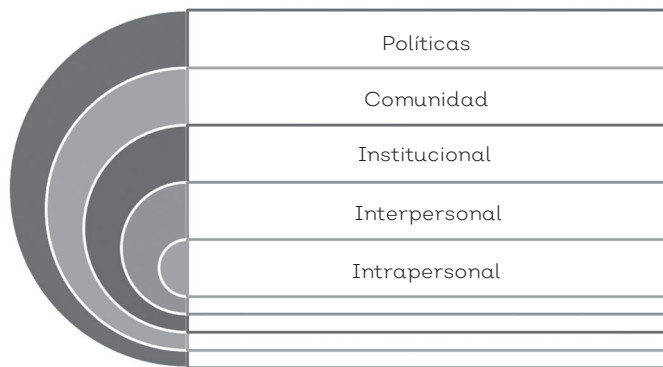 Políticas
Comunidad
Institucional
Interpersonal
Intrapersonal